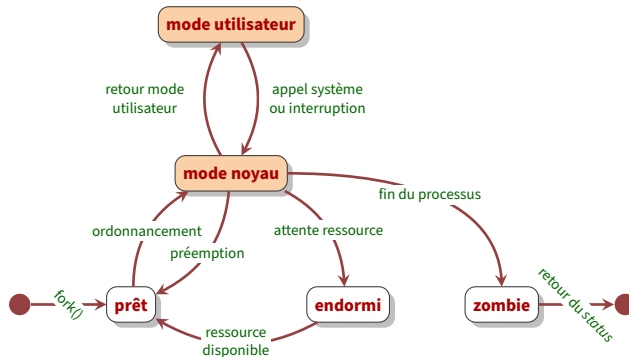 mode utilisateur
retour mode
utilisateur
appel système
ou interruption
mode noyau
fin du processus
ordonnancement
attente ressource
préemption
fork()
prêt
endormi
zombie
retour du status
ressource
disponible